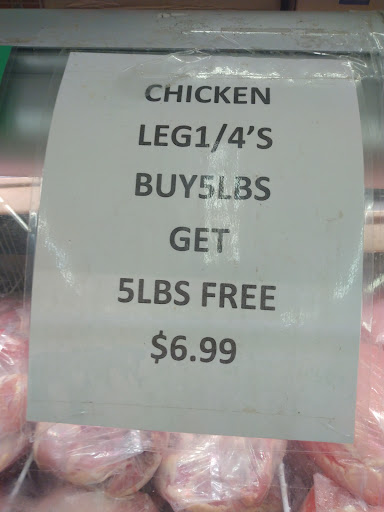 CHICKEN
LEG1/4'S
BUY5LBS
GET
5LBS FREE
$6.99